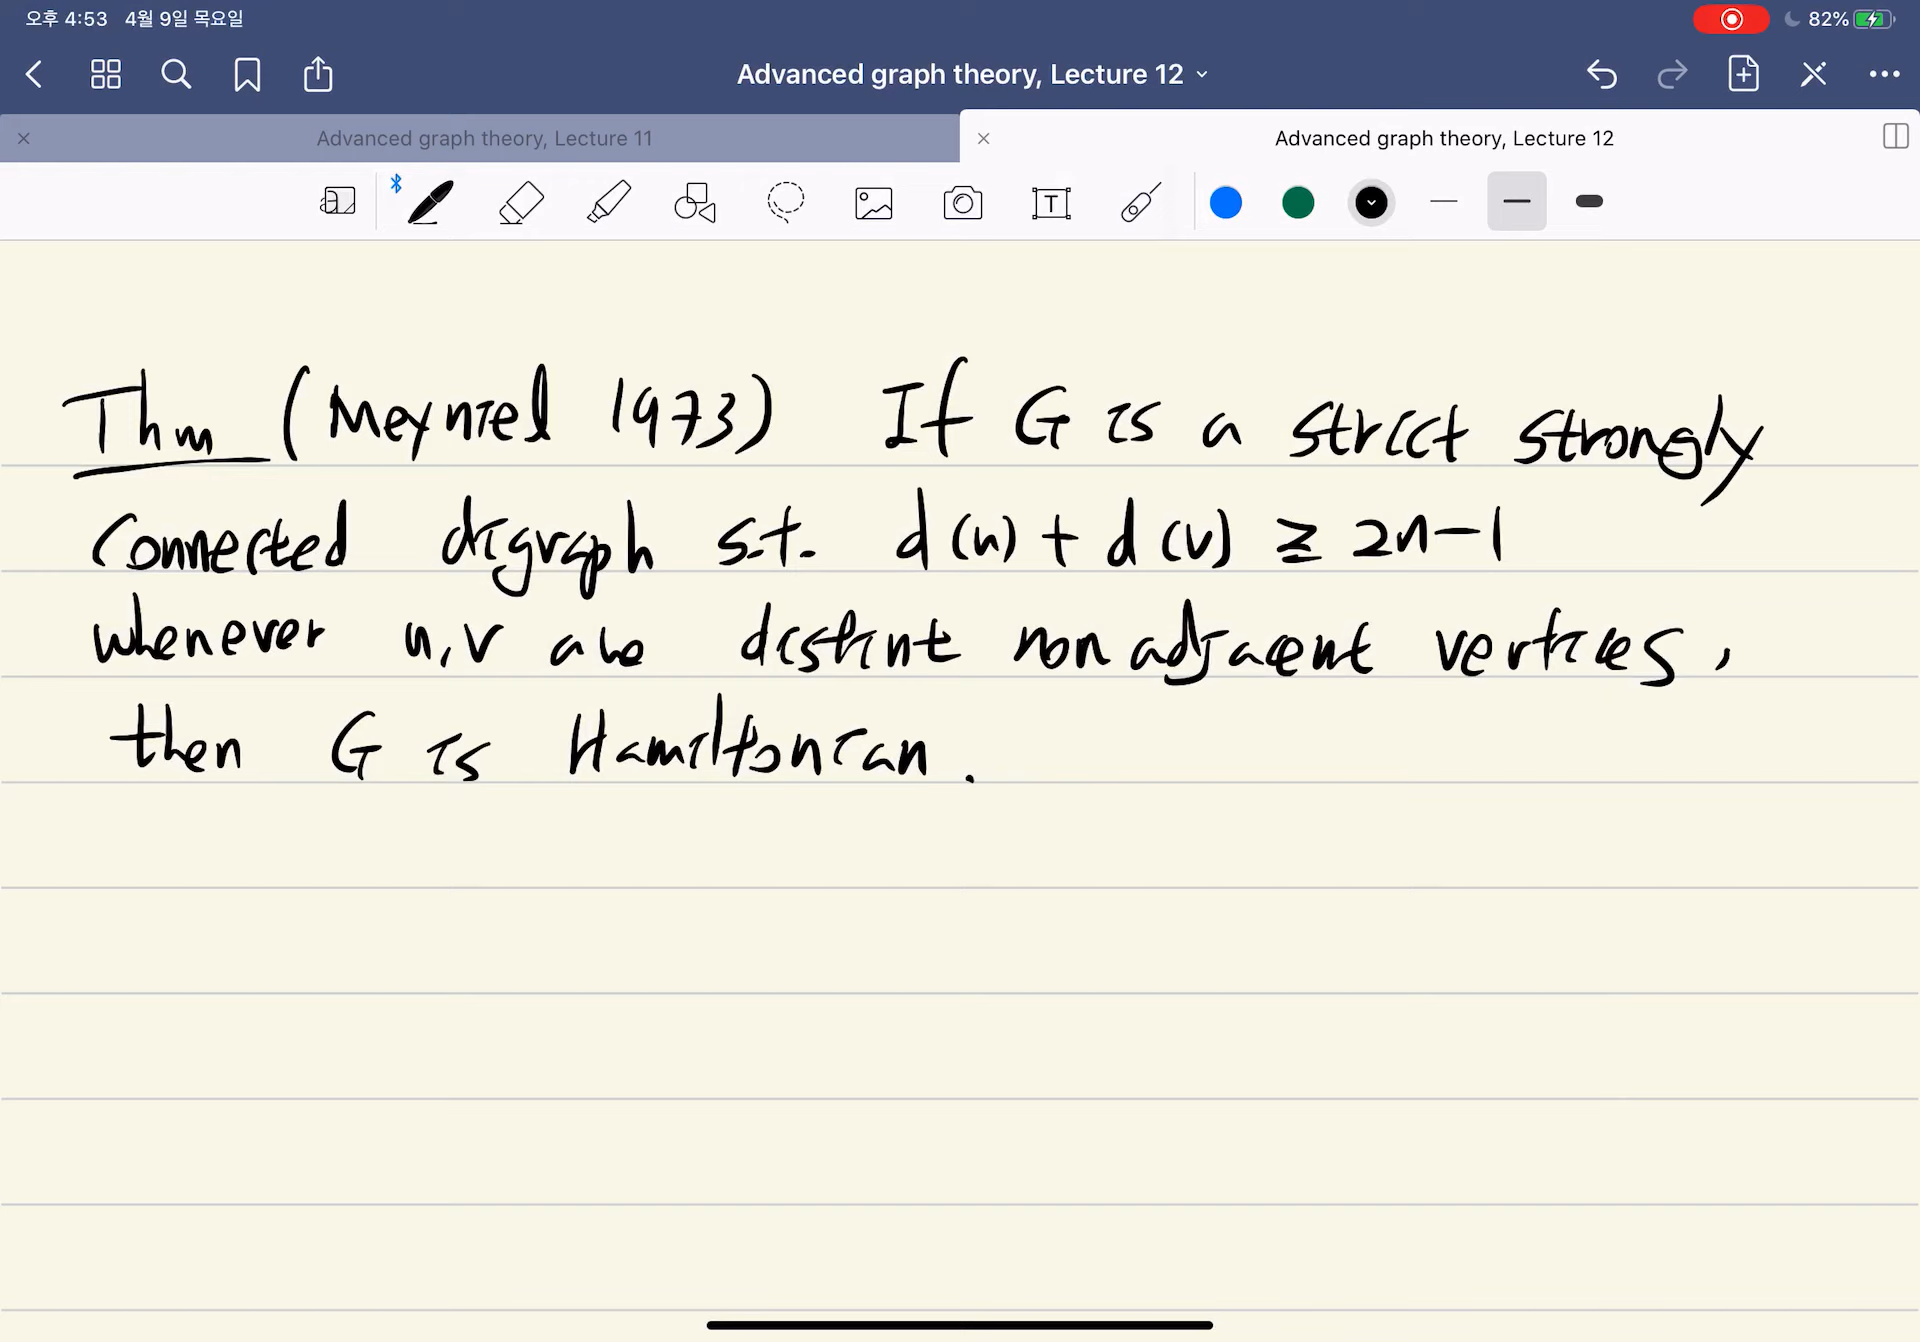 오후 4:53 4월 9일 목요일 82%
Advanced graph theory, Lecture 12
Advanced graph theory, Lecture 11 Advanced graph theory, Lecture 12
a T
Thm (Meyniel 1973) If G is a strict strongly
connected digraph s.t. d(u) + d(v) ≥ 2n-1
whenever u,v are distinct nonadjacent vertices,
then G is Hamiltonian.